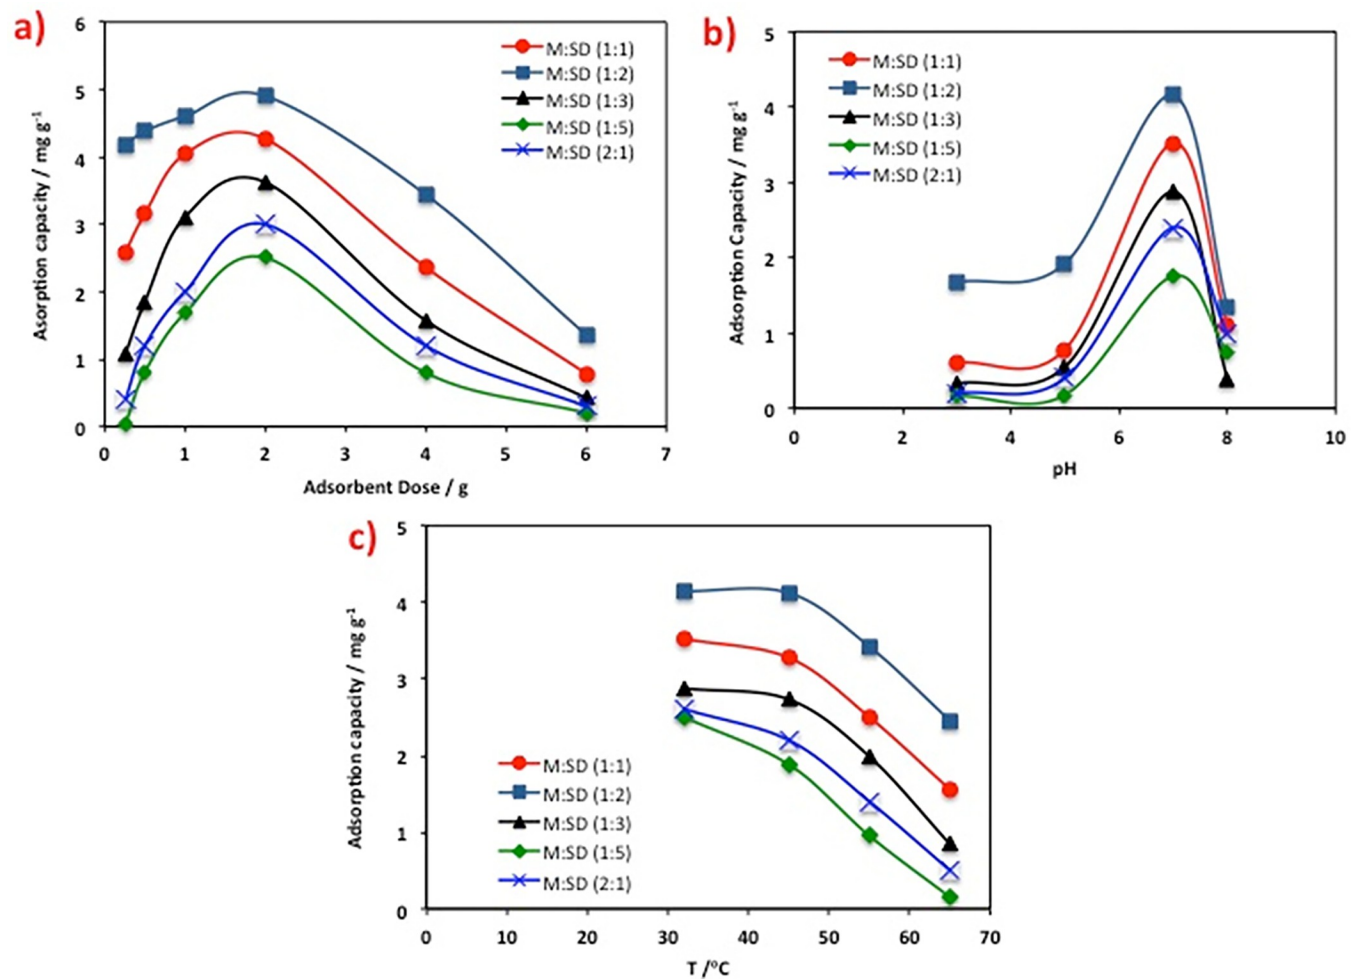 a)
6
5
4
3
2
1
0
Asorption capacity / mg g⁻¹
M:SD (1:1)
M:SD (1:2)
M:SD (1:3)
M:SD (1:5)
M:SD (2:1)
0 1 2 3 4 5 6 7
Adsorbent Dose / g
b)
5
4
3
2
1
0
Adsorption Capacity / mg g⁻¹
M:SD (1:1)
M:SD (1:2)
M:SD (1:3)
M:SD (1:5)
M:SD (2:1)
0 2 4 6 8 10
pH
c)
5
4
3
2
1
0
Adsorption capacity / mg g⁻¹
M:SD (1:1)
M:SD (1:2)
M:SD (1:3)
M:SD (1:5)
M:SD (2:1)
0 10 20 30 40 50 60 70
T /°C